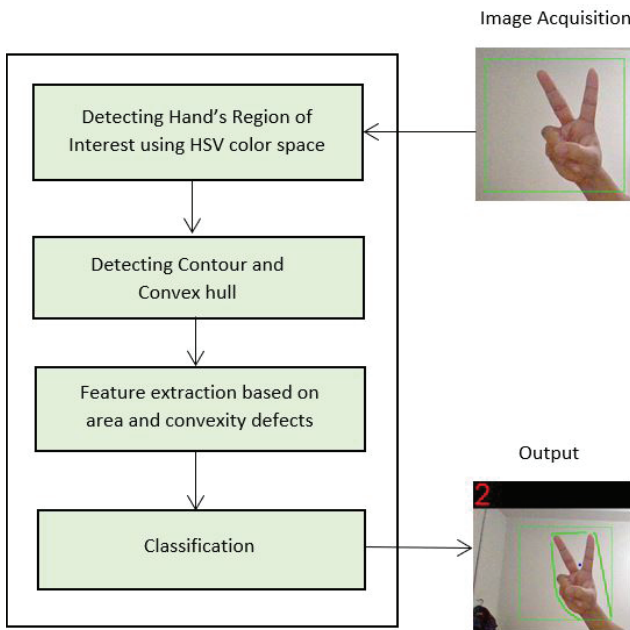 Image Acquisition
Detecting Hand's Region of
Interest using HSV color space
Detecting Contour and
Convex hull
Feature extraction based on
area and convexity defects
Output
2
Classification